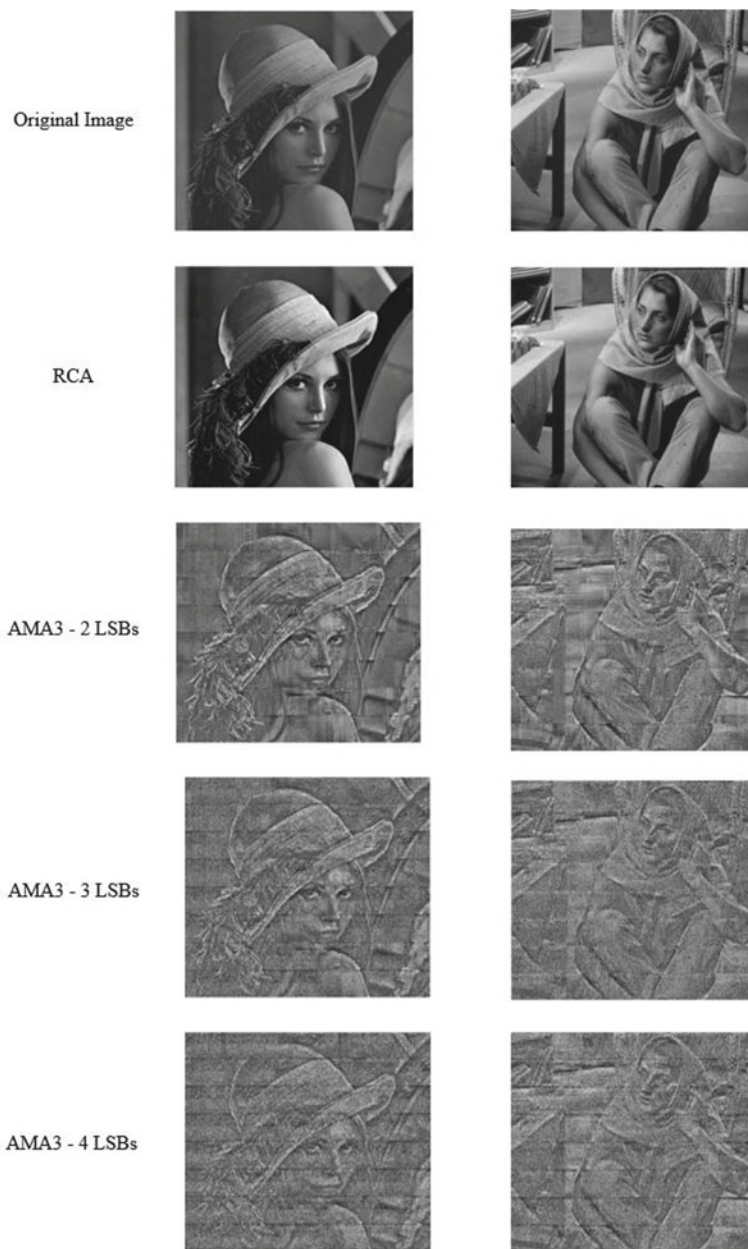 Original Image
RCA
AMA3 - 2 LSBs
AMA3 - 3 LSBs
AMA3 - 4 LSBs